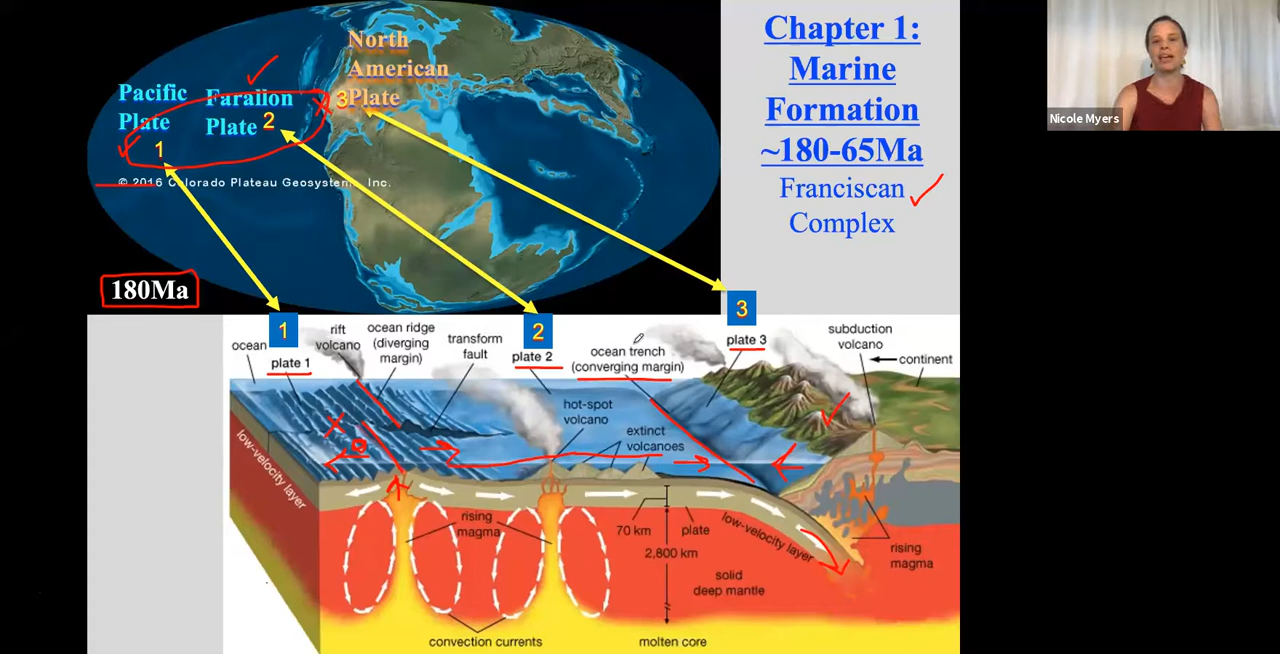 North
American
Plate
3
Pacific
Plate
1
Farallon
Plate 2
© 2016 Colorado Plateau Geosystems, Inc.
180Ma
Chapter 1:
Marine
Formation
~180-65Ma
Franciscan
Complex
Nicole Myers
1
2
3
ocean
plate 1
rift
volcano
ocean ridge
(diverging
margin)
transform
fault
plate 2
ocean trench
(converging margin)
plate 3
subduction
volcano
continent
hot-spot
volcano
extinct
volcanoes
low-velocity layer
rising
magma
70 km
plate
2,800 km
low-velocity layer
rising
magma
solid
deep mantle
convection currents
molten core